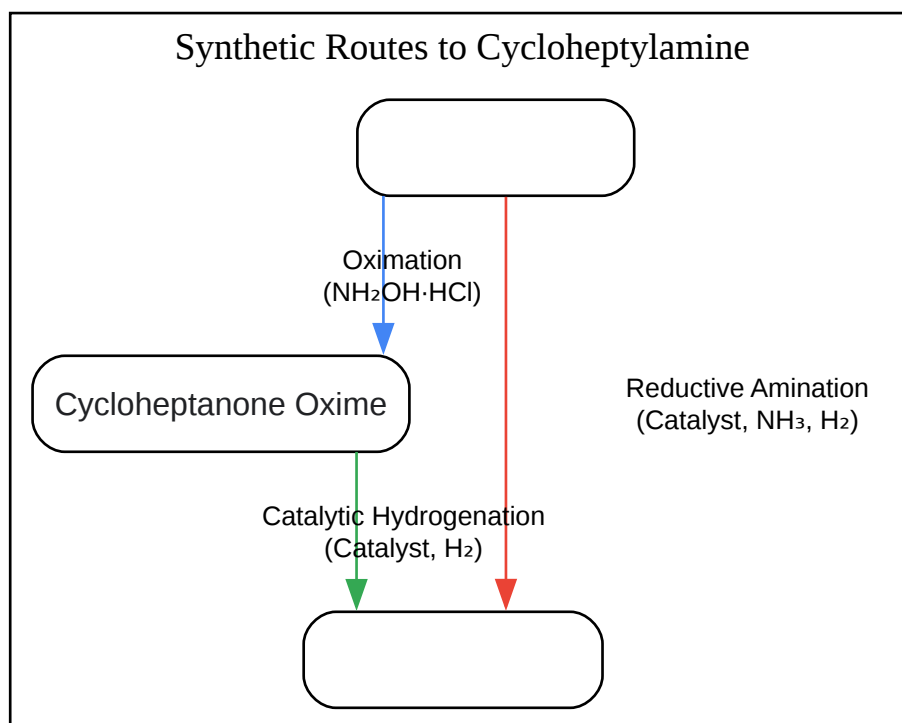 Synthetic Routes to Cycloheptylamine
Oximation
(NH₂OH·HCl)
Cycloheptanone Oxime
Reductive Amination
(Catalyst, NH₃, H₂)
Catalytic Hydrogenation
(Catalyst, H₂)